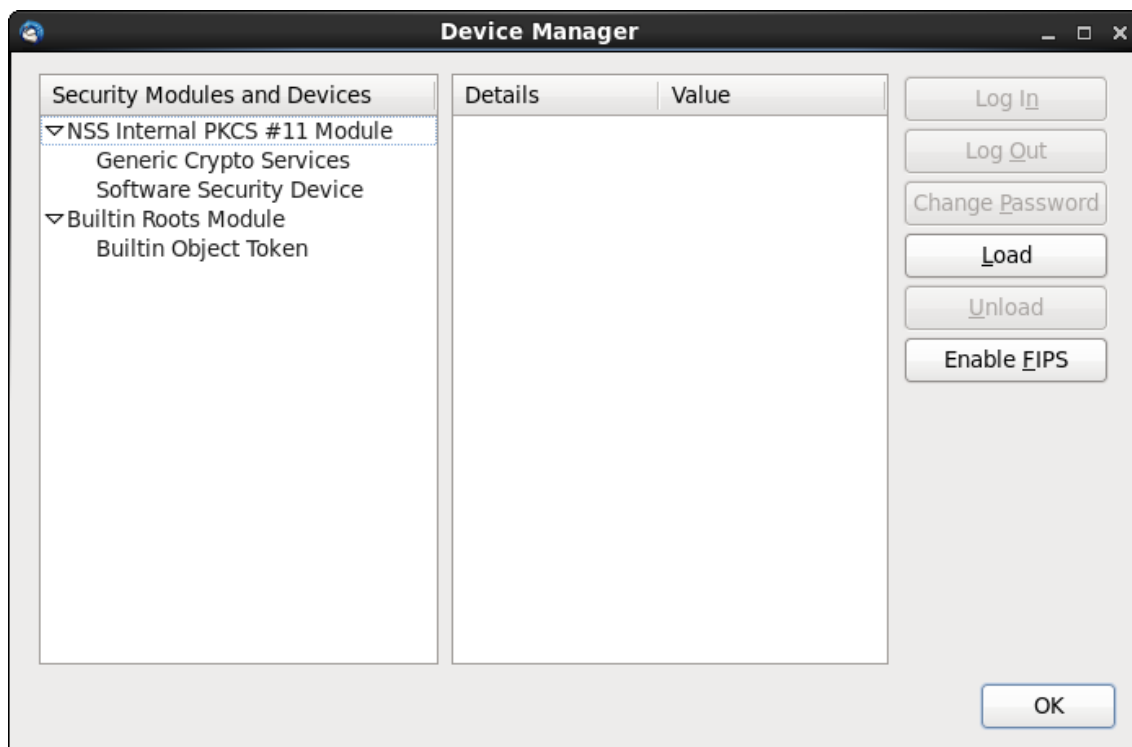 Device Manager
Security Modules and Devices
Details Value
NSS Internal PKCS #11 Module
Generic Crypto Services
Software Security Device
Builtin Roots Module
Builtin Object Token
Log In
Log Out
Change Password
Load
Unload
Enable FIPS
OK